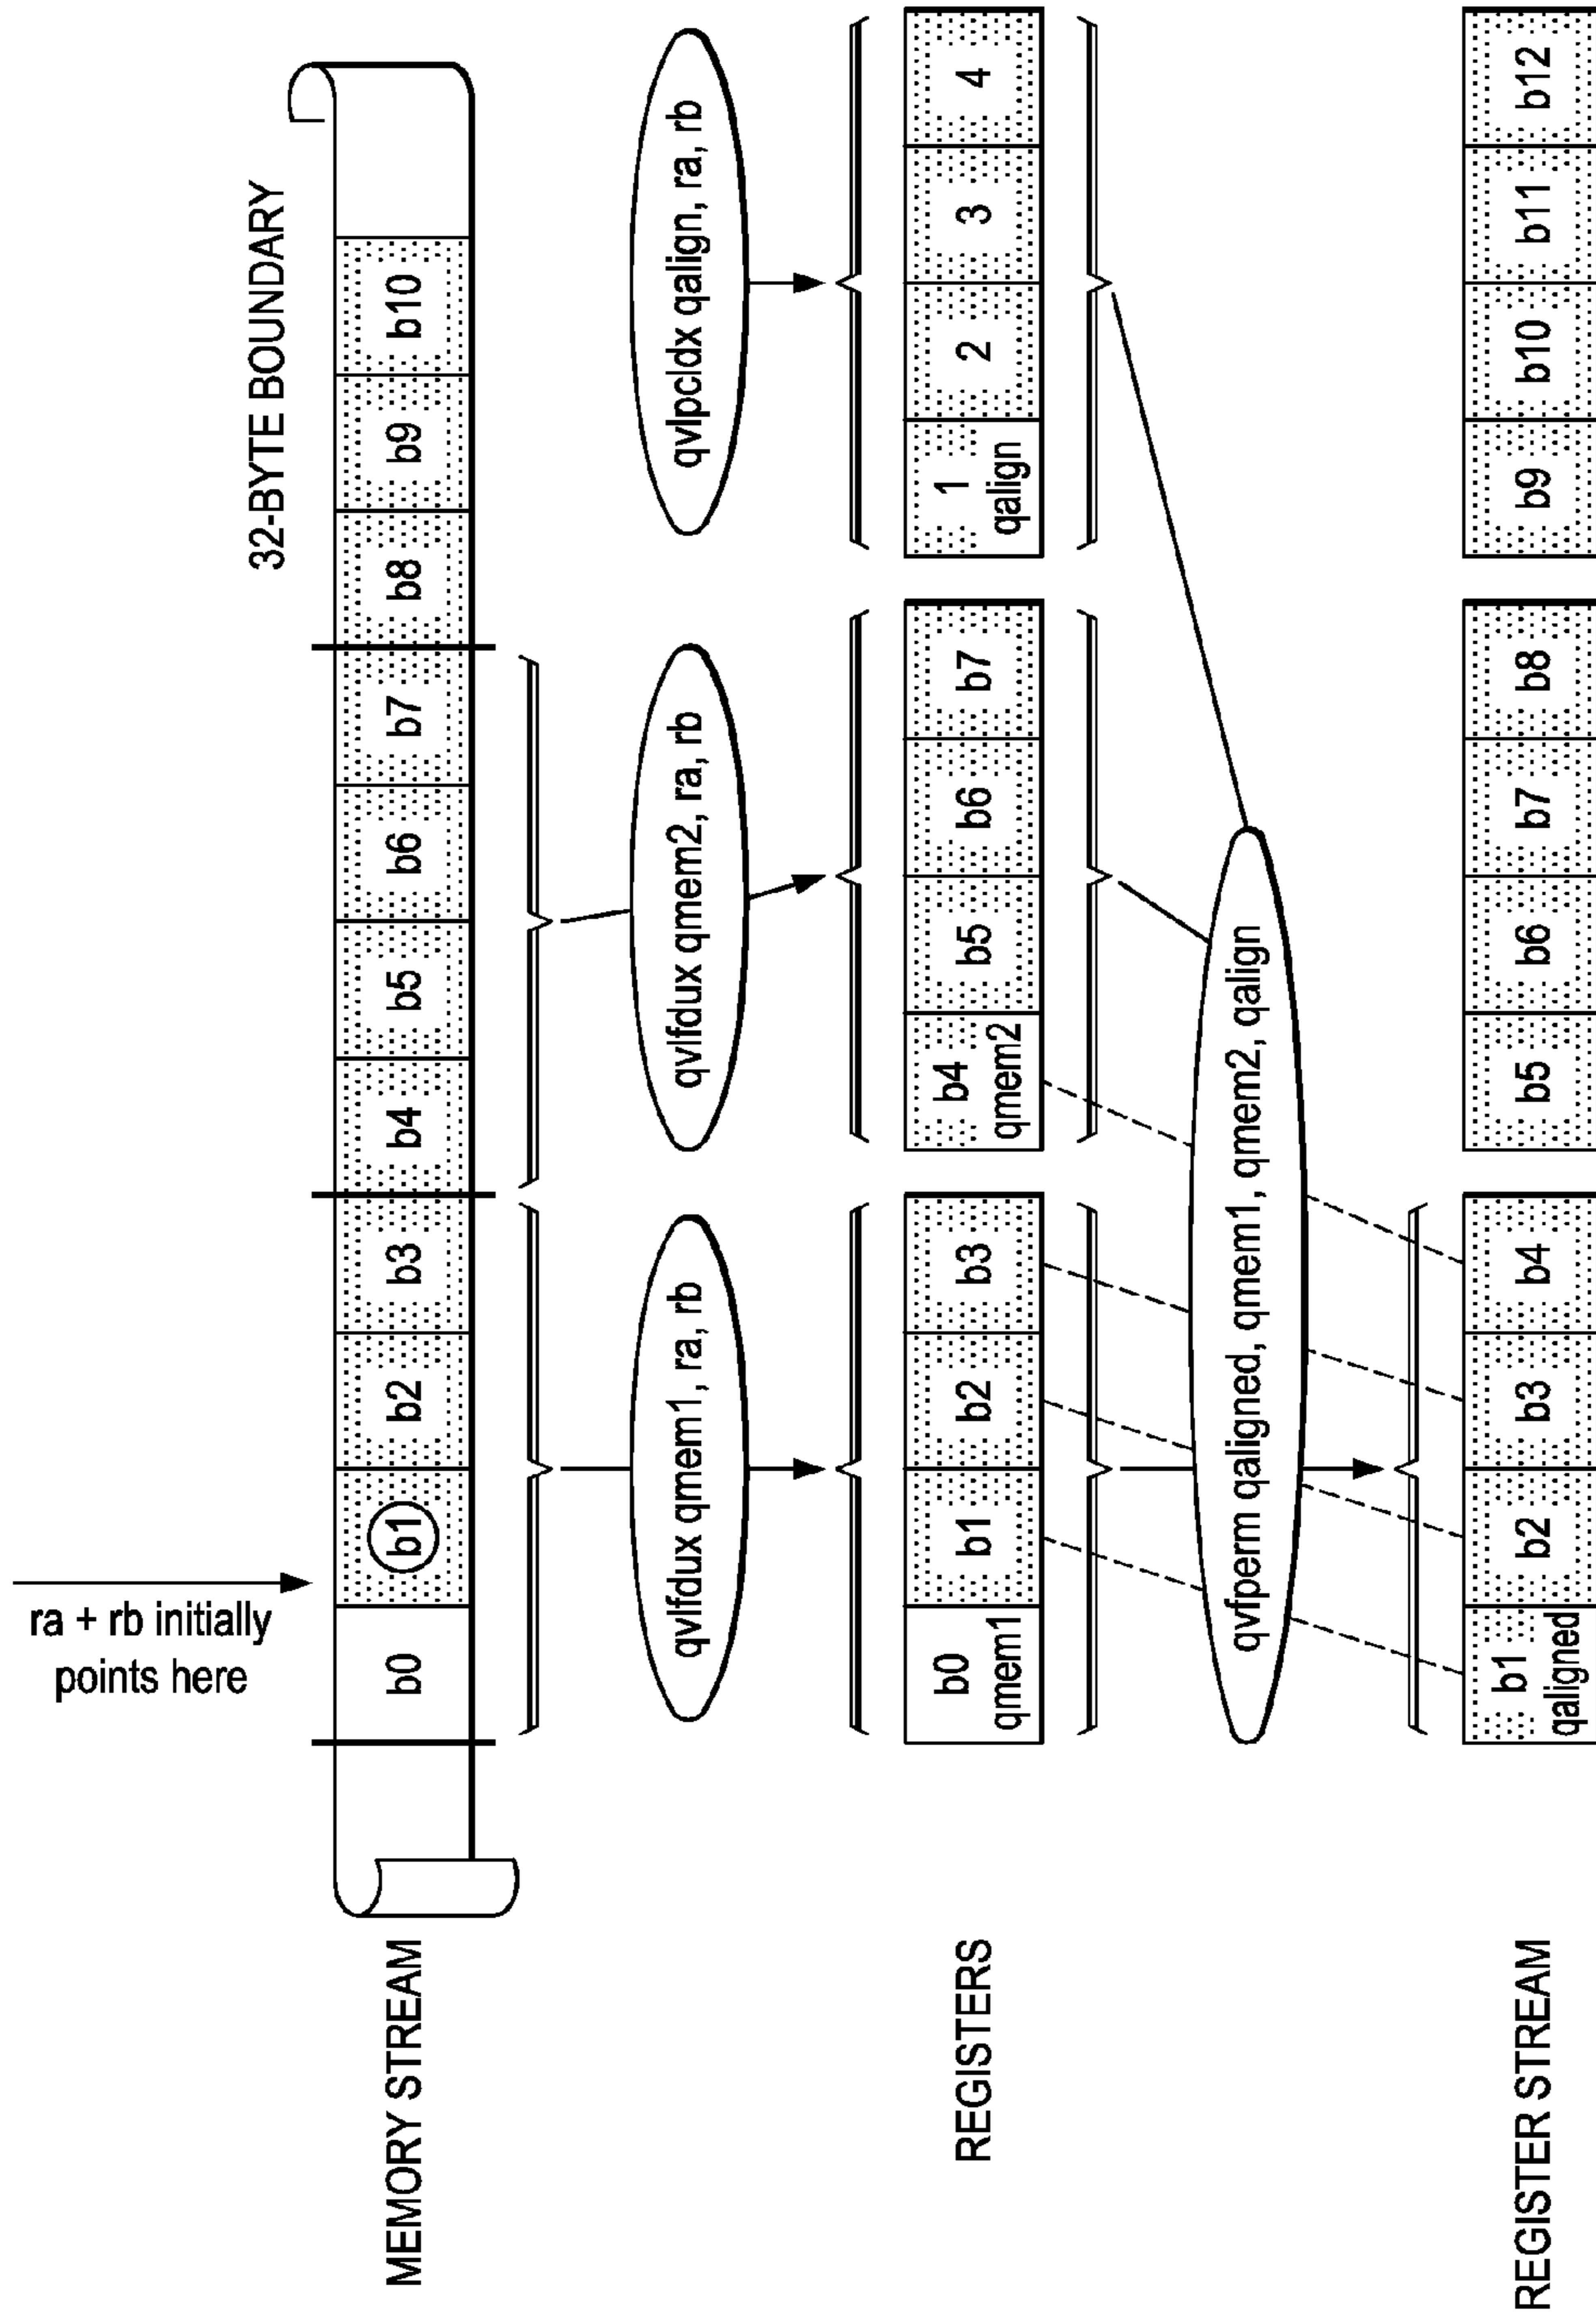 ra + rb initially
points here
32-BYTE BOUNDARY
MEMORY STREAM
b0 b1 b2 b3 b4 b5 b6 b7 b8 b9 b10
qvlfdux qmem1, ra, rb
qvlfdux qmem2, ra, rb
qvlpcldx qalign, ra, rb
REGISTERS
b0 b1 b2 b3
qmem1
b4 b5 b6 b7
qmem2
1 2 3 4
qalign
qvfperm qaligned, qmem1, qmem2, qalign
REGISTER STREAM
b1 b2 b3 b4
qaligned
b5 b6 b7 b8
b9 b10 b11 b12